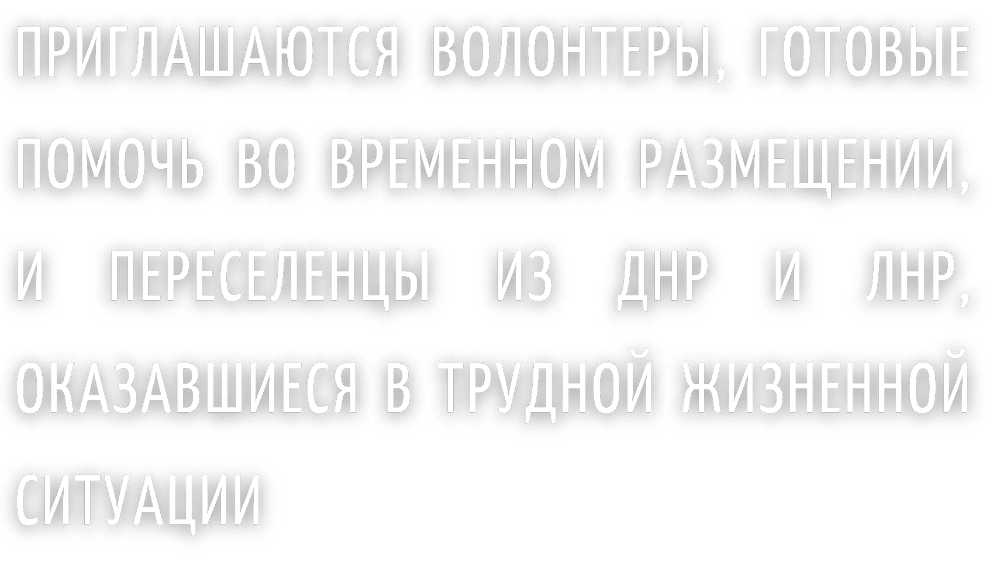 ПРИГЛАШАЮТСЯ ВОЛОНТЕРЫ, ГОТОВЫЕ
ПОМОЧЬ ВО ВРЕМЕННОМ РАЗМЕЩЕНИИ,
И ПЕРЕСЕЛЕНЦЫ ИЗ ДНР И ЛНР,
ОКАЗАВШИЕСЯ В ТРУДНОЙ ЖИЗНЕННОЙ
СИТУАЦИИ